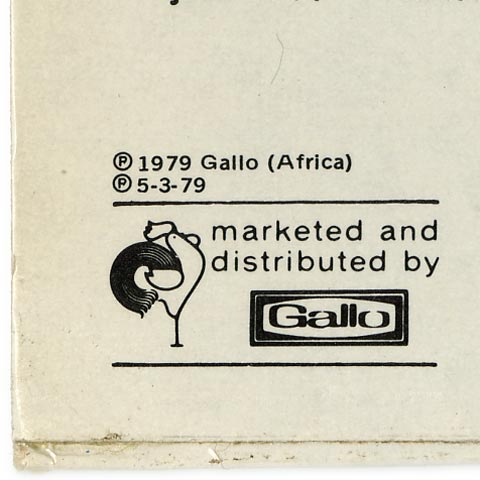 ℗ 1979 Gallo (Africa)
℗ 5-3-79
marketed and
distributed by
Gallo